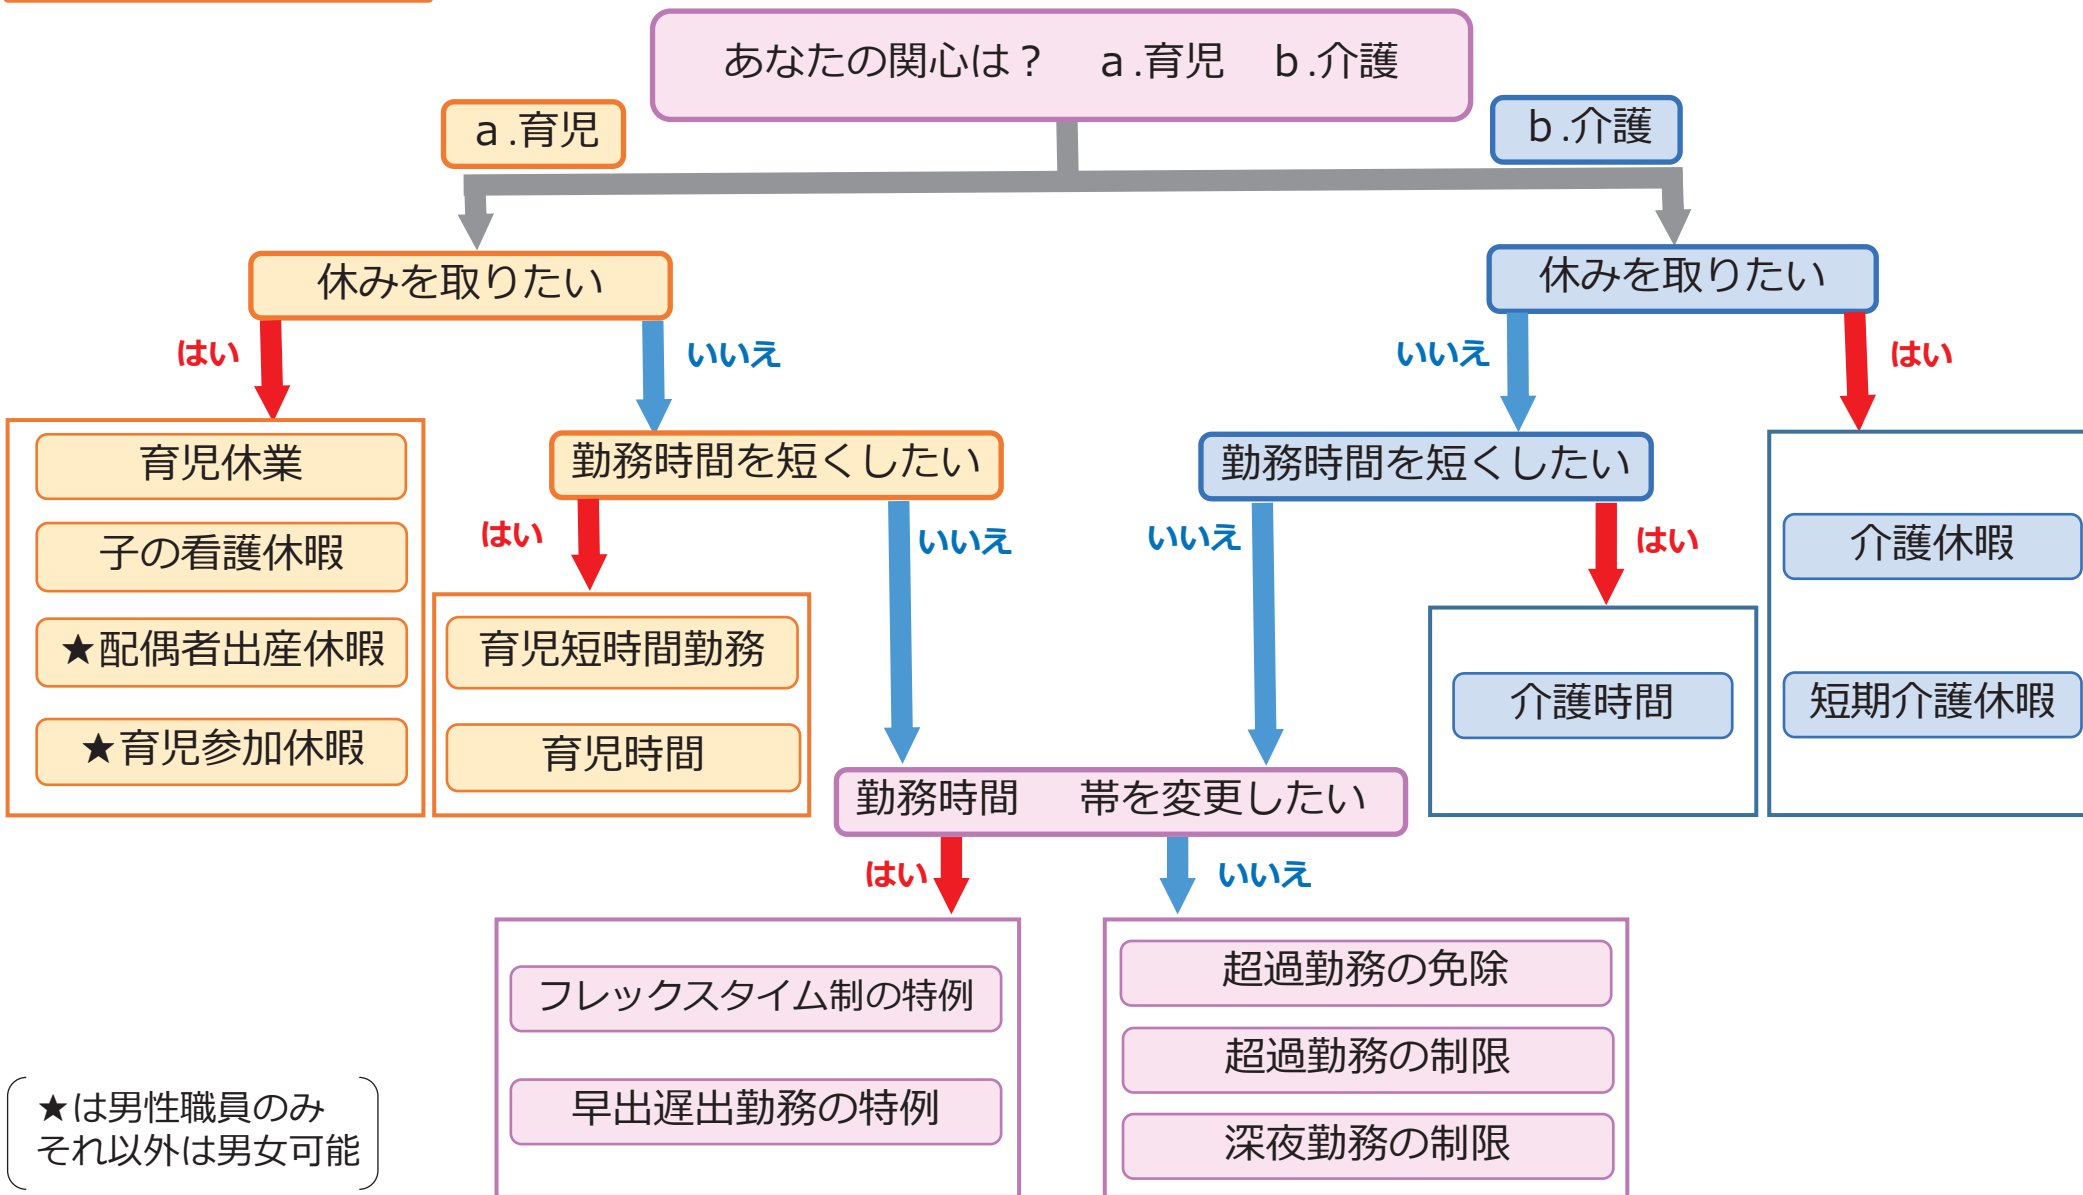 あなたの関心は？　a.育児　b.介護
a.育児
b.介護
休みを取りたい
休みを取りたい
はい
いいえ
いいえ
はい
育児休業
子の看護休暇
★配偶者出産休暇
★育児参加休暇
勤務時間を短くしたい
勤務時間を短くしたい
はい
いいえ
いいえ
はい
育児短時間勤務
育児時間
介護時間
介護休暇
短期介護休暇
勤務時間　帯を変更したい
はい
いいえ
フレックスタイム制の特例
早出遅出勤務の特例
超過勤務の免除
超過勤務の制限
深夜勤務の制限
★は男性職員のみ
それ以外は男女可能